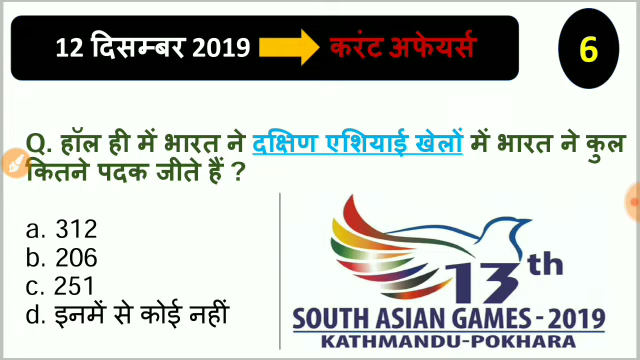 12 दिसम्बर 2019 करंट अफेयर्स
6
Q. हॉल ही में भारत ने दक्षिण एशियाई खेलों में भारत ने कुल
कितने पदक जीते हैं ?
a. 312
b. 206
c. 251
d. इनमें से कोई नहीं
13th
SOUTH ASIAN GAMES - 2019
KATHMANDU-POKHARA